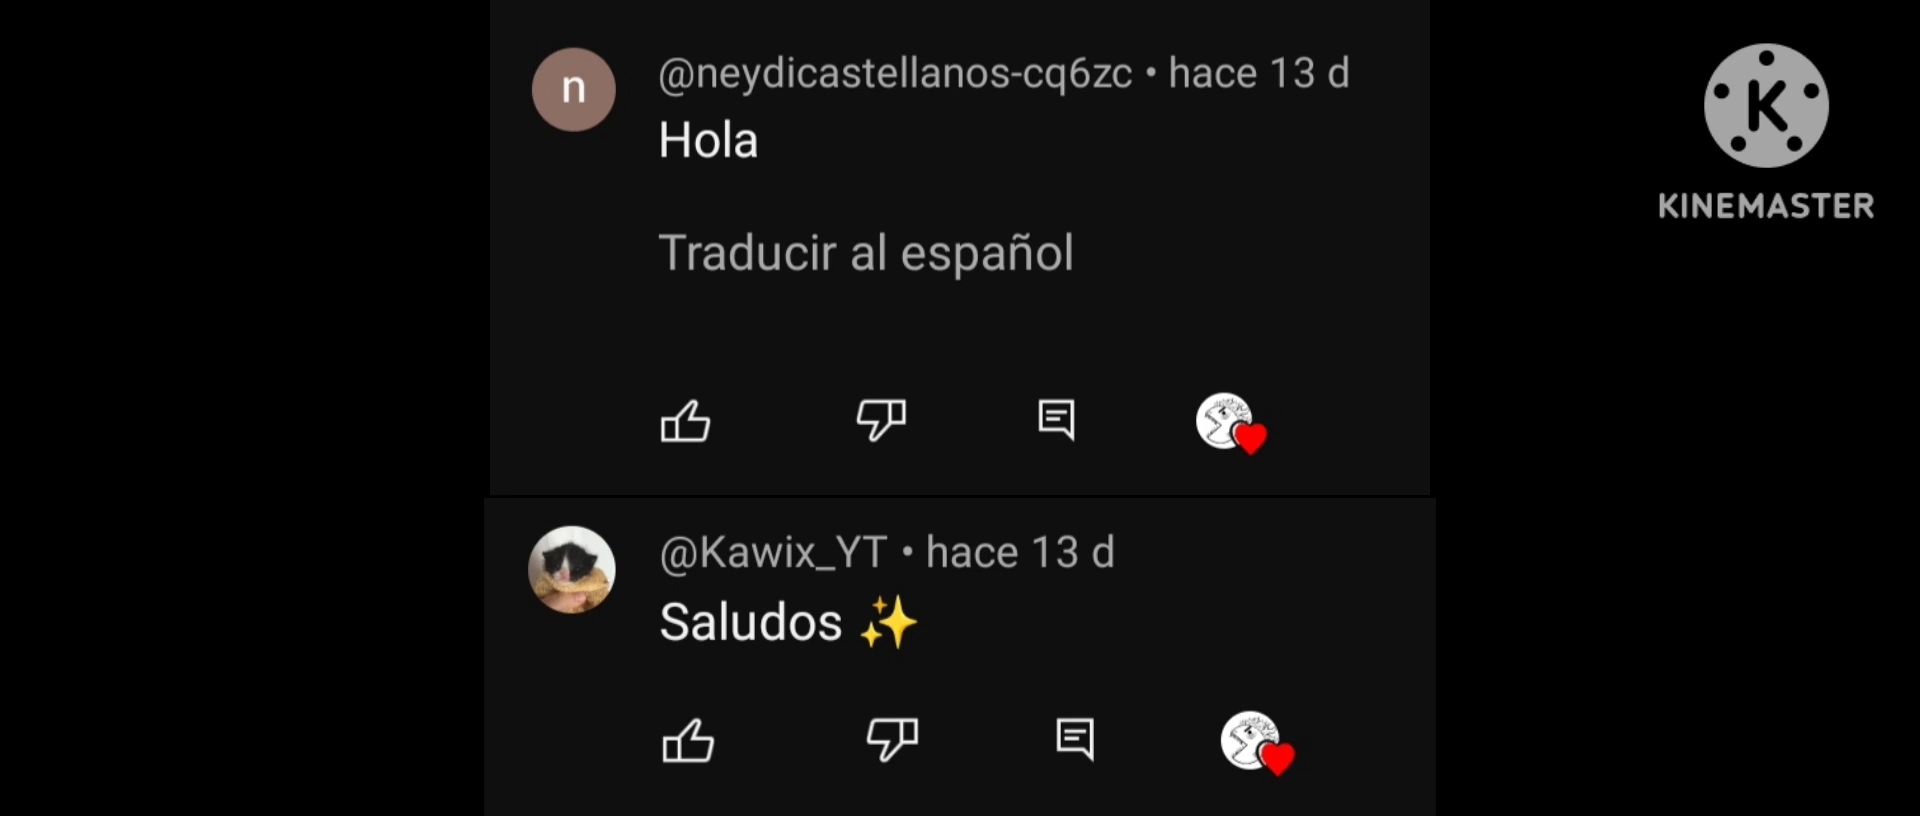 n
@neydicastellanos-cq6zc • hace 13 d
Hola
Traducir al español
K
KINEMASTER
@Kawix_YT • hace 13 d
Saludos ✨